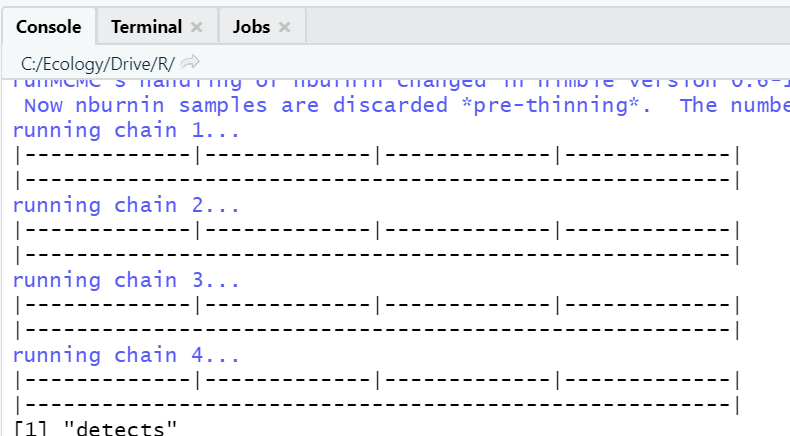 Console Terminal Jobs
C:/Ecology/Drive/R/
runMCMC's handling of nburnin changed in nimble version 0.6-1
Now nburnin samples are discarded *pre-thinning*. The numbe
running chain 1...
|-------------|-------------|-------------|-------------|
|-------------------------------------------------------|
running chain 2...
|-------------|-------------|-------------|-------------|
|-------------------------------------------------------|
running chain 3...
|-------------|-------------|-------------|-------------|
|-------------------------------------------------------|
running chain 4...
|-------------|-------------|-------------|-------------|
|-------------------------------------------------------|
[1] "detects"